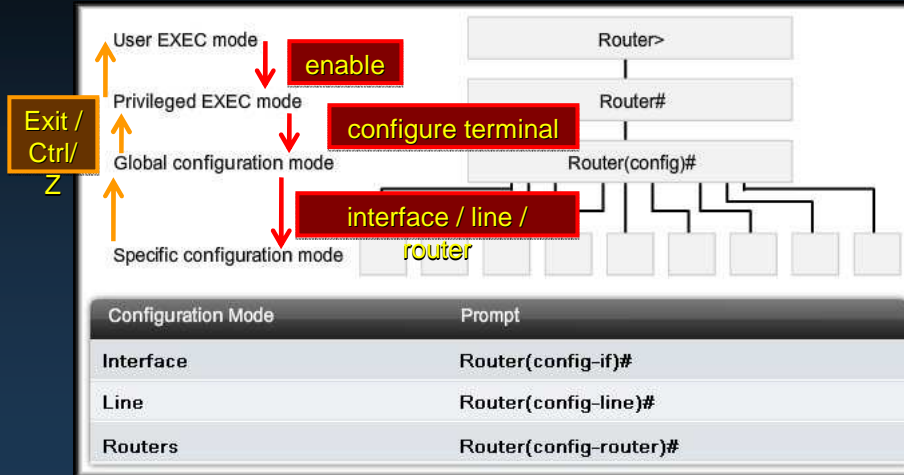 User EXEC mode
Router>
enable
Privileged EXEC mode
Router#
Exit /
Ctrl/
Z
configure terminal
Global configuration mode
Router(config)#
interface / line /
router
Specific configuration mode
Configuration Mode Prompt
Interface Router(config-if)#
Line Router(config-line)#
Routers Router(config-router)#